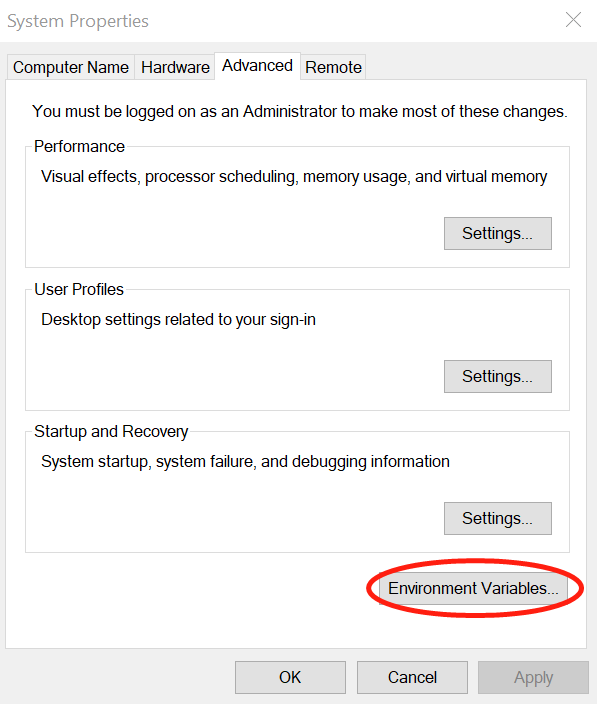 System Properties
Computer Name
Hardware
Advanced
Remote
You must be logged on as an Administrator to make most of these changes.
Performance
Visual effects, processor scheduling, memory usage, and virtual memory
Settings...
User Profiles
Desktop settings related to your sign-in
Settings...
Startup and Recovery
System startup, system failure, and debugging information
Settings...
Environment Variables...
OK
Cancel
Apply